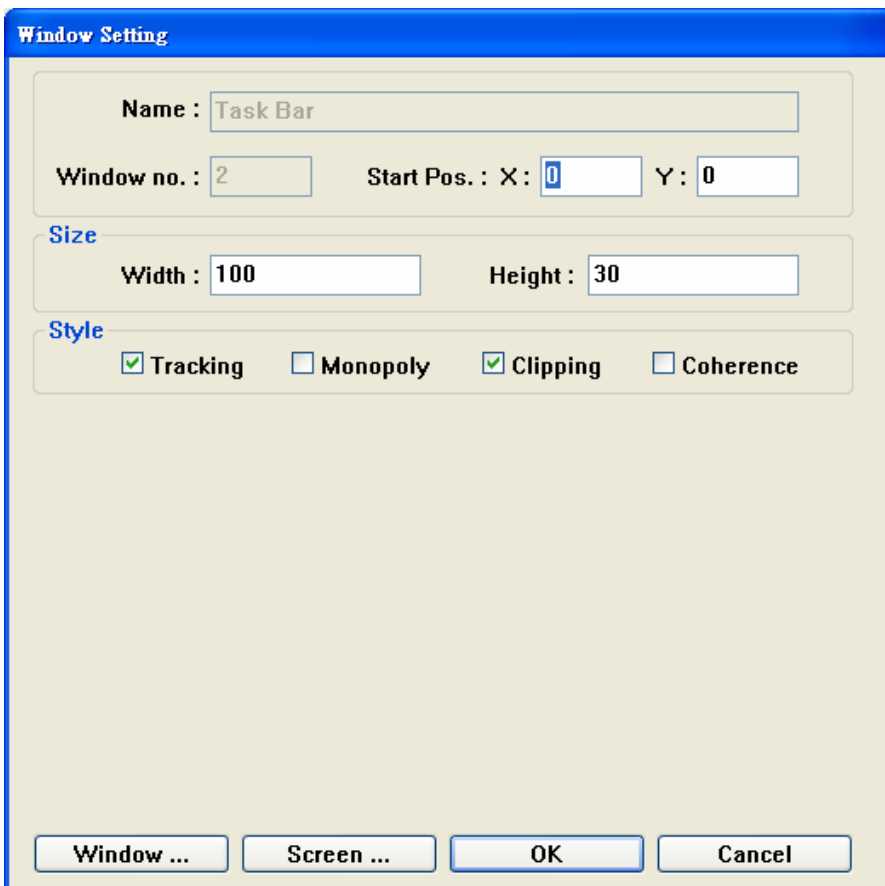 Window Setting
Name : Task Bar
Window no. : 2 Start Pos. : X : 0 Y : 0
Size
Width : 100 Height : 30
Style
Tracking Monopoly Clipping Coherence
Window ... Screen ... OK Cancel